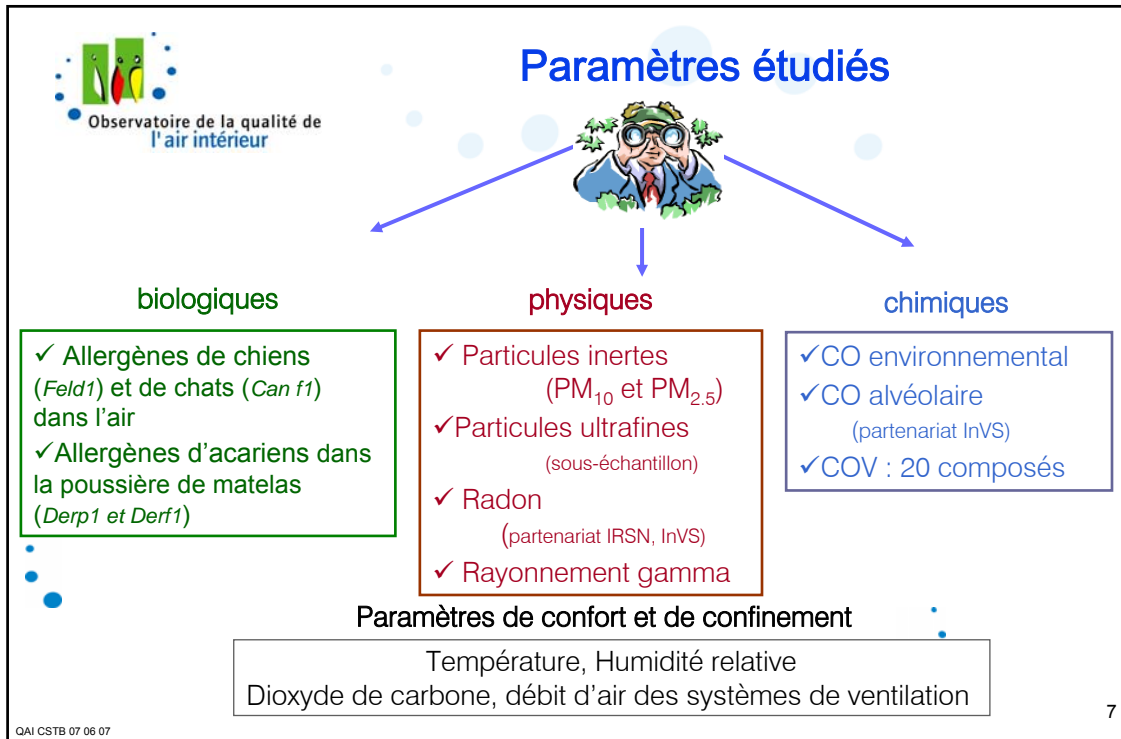 Observatoire de la qualité de
l'air intérieur
Paramètres étudiés
biologiques
✓ Allergènes de chiens
(Feld1) et de chats (Can f1)
dans l'air
✓Allergènes d'acariens dans
la poussière de matelas
(Derp1 et Derf1)
physiques
✓ Particules inertes
(PM10 et PM2.5)
✓Particules ultrafines
(sous-échantillon)
✓ Radon
(partenariat IRSN, InVS)
✓ Rayonnement gamma
chimiques
✓CO environnemental
✓CO alvéolaire
(partenariat InVS)
✓COV : 20 composés
Paramètres de confort et de confinement
Température, Humidité relative
Dioxyde de carbone, débit d'air des systèmes de ventilation
QAI CSTB 07 06 07
7